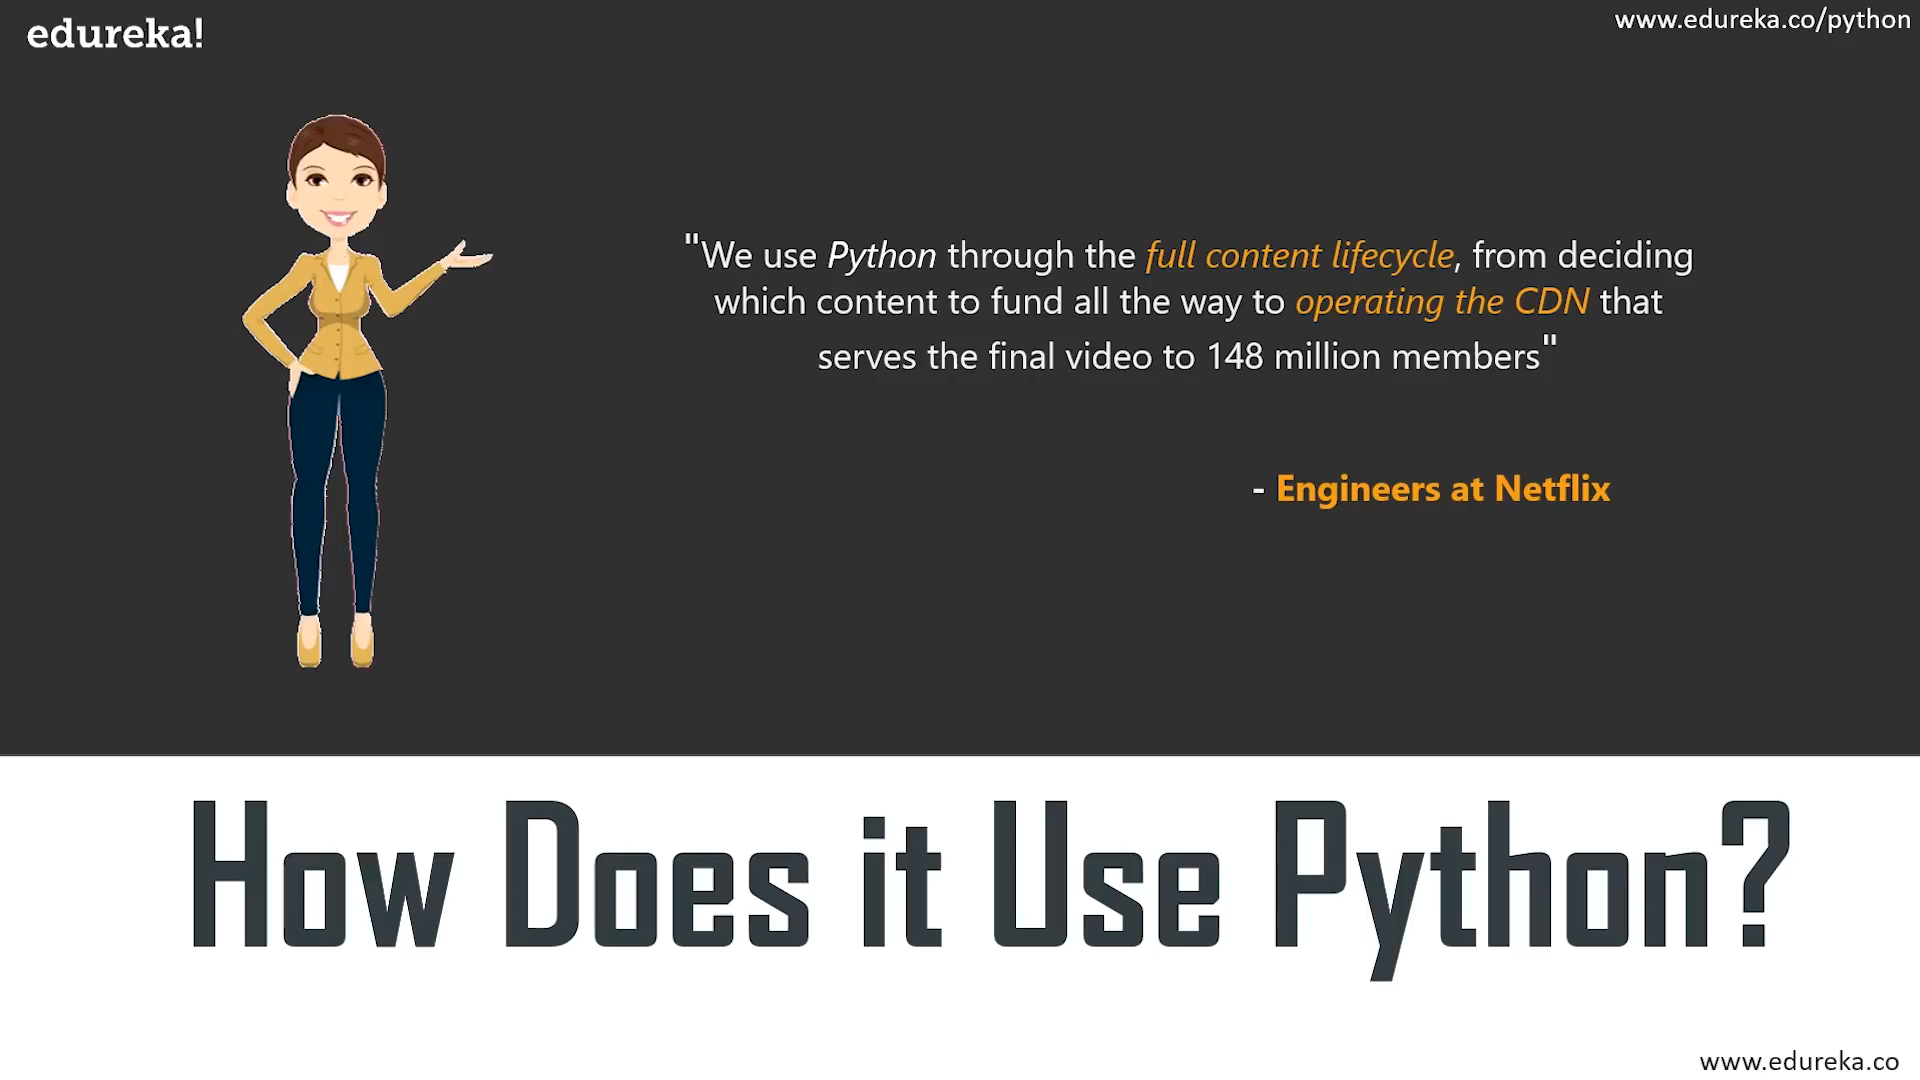 edureka!
www.edureka.co/python
"We use Python through the full content lifecycle, from deciding
which content to fund all the way to operating the CDN that
serves the final video to 148 million members"
- Engineers at Netflix
How Does it Use Python?
www.edureka.co